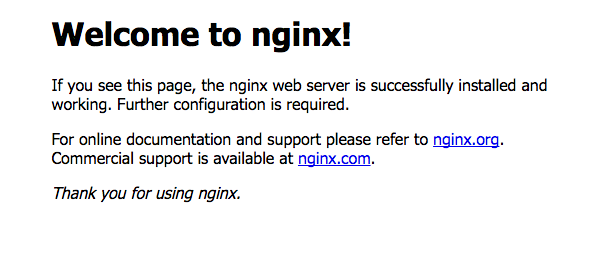 Welcome to nginx!
If you see this page, the nginx web server is successfully installed and
working. Further configuration is required.
For online documentation and support please refer to nginx.org.
Commercial support is available at nginx.com.
Thank you for using nginx.